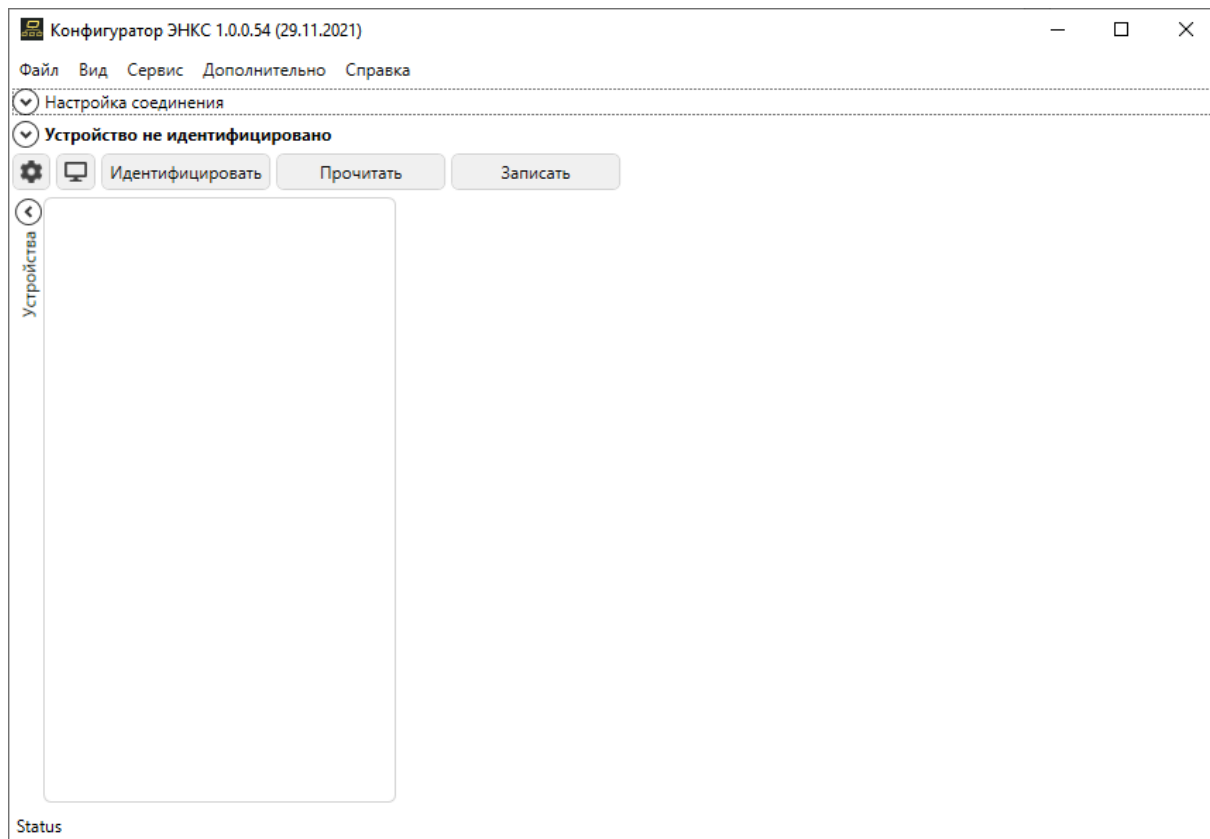 Конфигуратор ЭНКС 1.0.0.54 (29.11.2021)
Файл Вид Сервис Дополнительно Справка
Настройка соединения
Устройство не идентифицировано
Идентифицировать Прочитать Записать
Устройства
Status